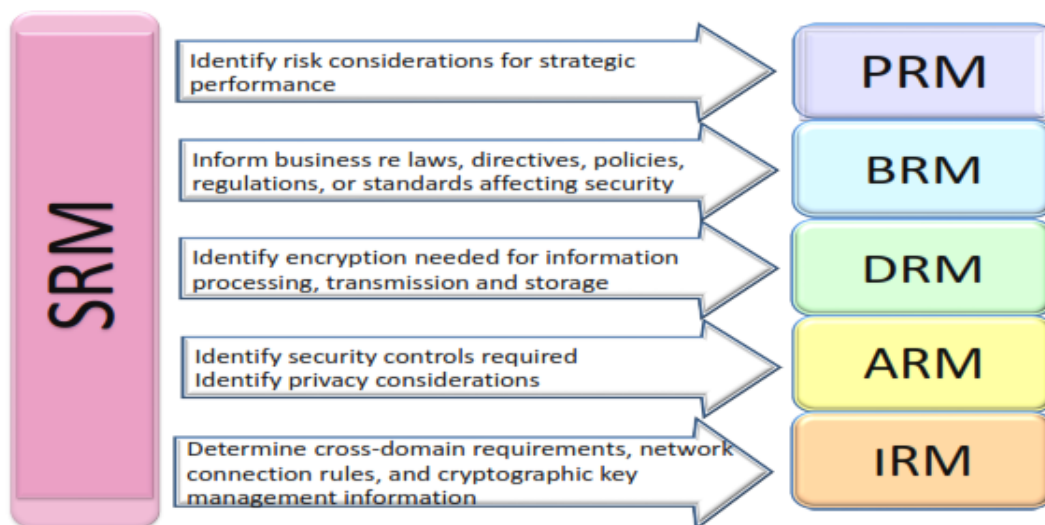 SRM
Identify risk considerations for strategic
performance
PRM
Inform business re laws, directives, policies,
regulations, or standards affecting security
BRM
Identify encryption needed for information
processing, transmission and storage
DRM
Identify security controls required
Identify privacy considerations
ARM
Determine cross-domain requirements, network
connection rules, and cryptographic key
management information
IRM